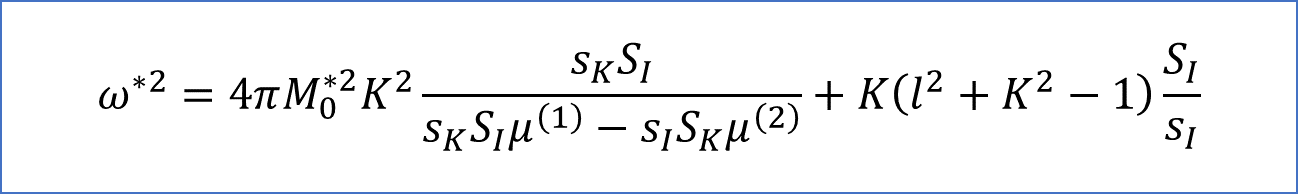 ω*² = 4πM₀*²K² (s_K S_I)/(s_K S_I μ⁽¹⁾ − s_I S_K μ⁽²⁾) + K(l² + K² − 1) S_I/s_I